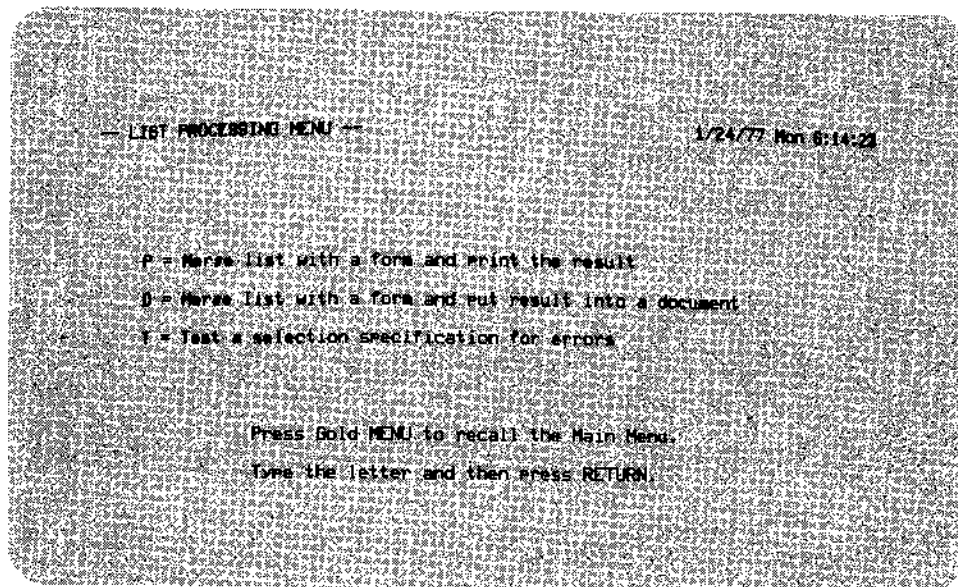 — LIST PROCESSING MENU — 1/24/77 Mon 6:14:22
P = Merge list with a form and print the result
D = Merge list with a form and put result into a document
T = Test a selection specification for errors
Press Gold MENU to recall the Main Menu.
Type the letter and then press RETURN.